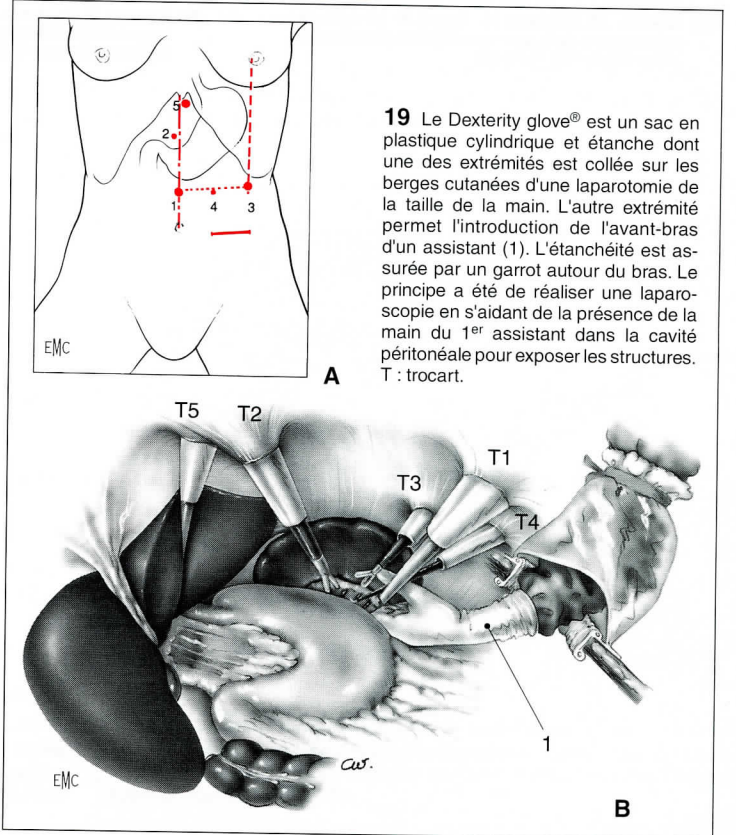 5
2
1
4
3
EMC
A
19 Le Dexterity glove® est un sac en
plastique cylindrique et étanche dont
une des extrémités est collée sur les
berges cutanées d'une laparotomie de
la taille de la main. L'autre extrémité
permet l'introduction de l'avant-bras
d'un assistant (1). L'étanchéité est as-
surée par un garrot autour du bras. Le
principe a été de réaliser une laparo-
scopie en s'aidant de la présence de la
main du 1er assistant dans la cavité
péritonéale pour exposer les structures.
T : trocart.
T5
T2
T1
T3
T4
1
EMC
B